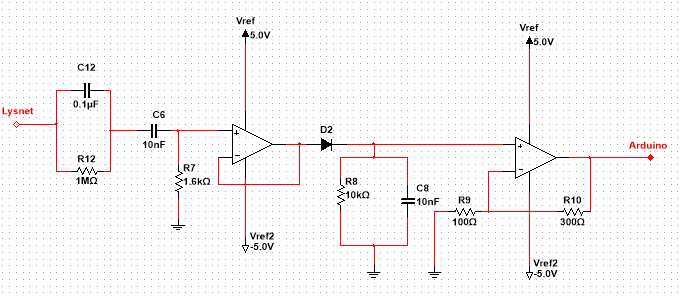 Vref
5.0V
Vref
5.0V
C12
0.1µF
Lysnet
C6
10nF
D2
Arduino
R12
1MΩ
R7
1.6kΩ
R8
10kΩ
C8
10nF
R9
100Ω
R10
300Ω
Vref2
-5.0V
Vref2
-5.0V